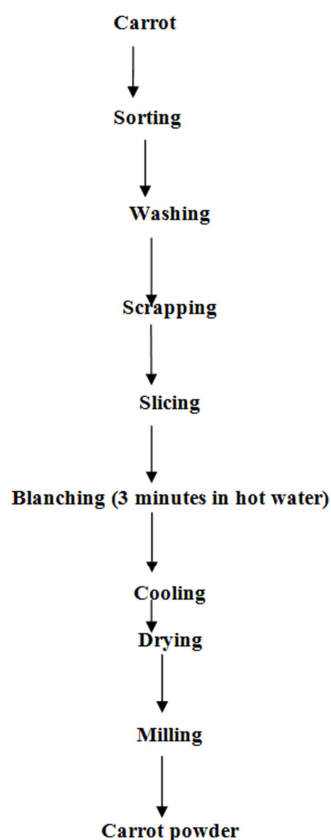 Carrot
Sorting
Washing
Scrapping
Slicing
Blanching (3 minutes in hot water)
Cooling
Drying
Milling
Carrot powder